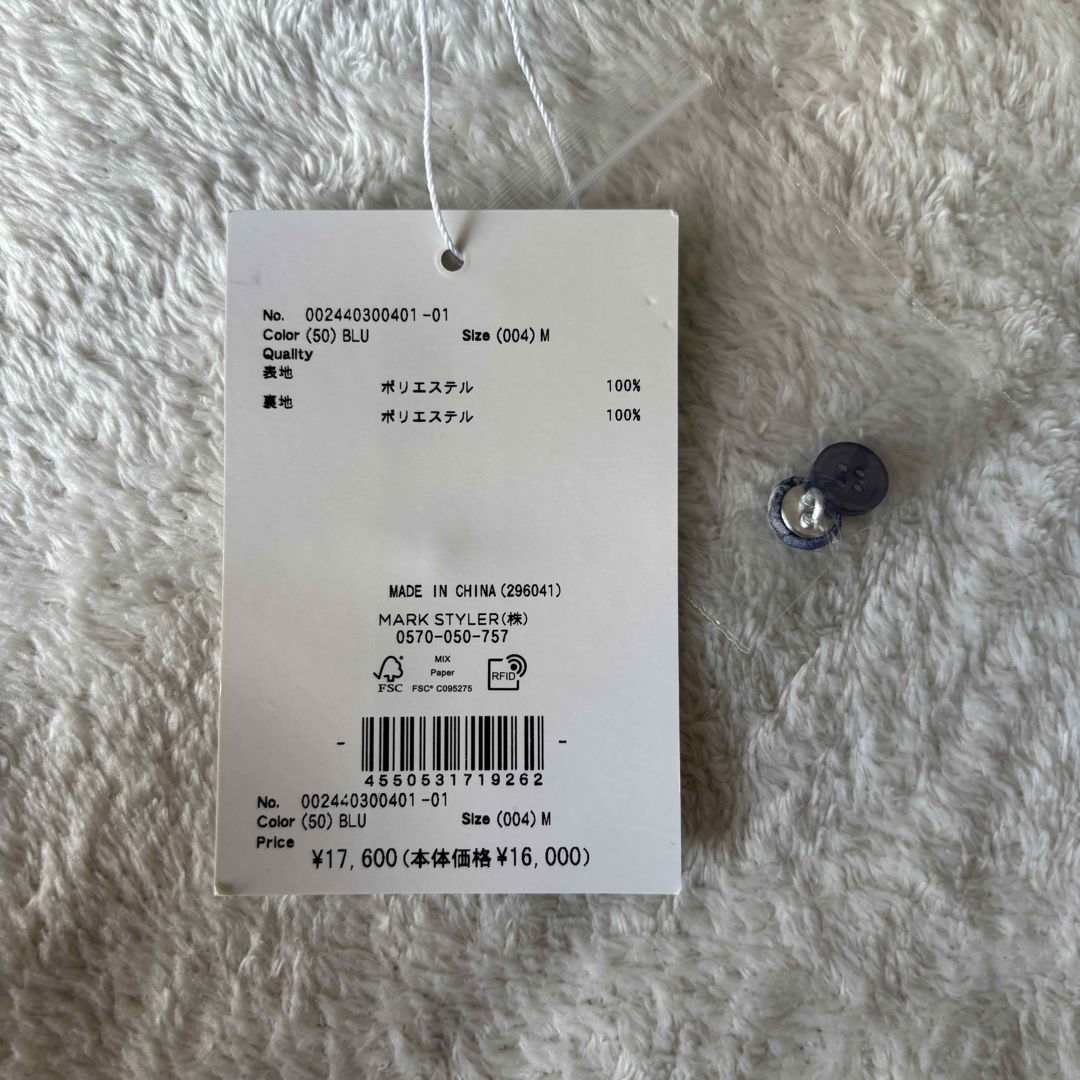 No. 002440300401-01
Color (50) BLU Size (004) M
Quality
表地
ポリエステル 100%
裏地
ポリエステル 100%
MADE IN CHINA (296041)
MARK STYLER(株)
0570-050-757
FSC® MIX Paper FSC® C095275 RFID
- -
4550531719262
No. 002440300401-01
Color (50) BLU Size (004) M
Price
¥17,600(本体価格¥16,000)